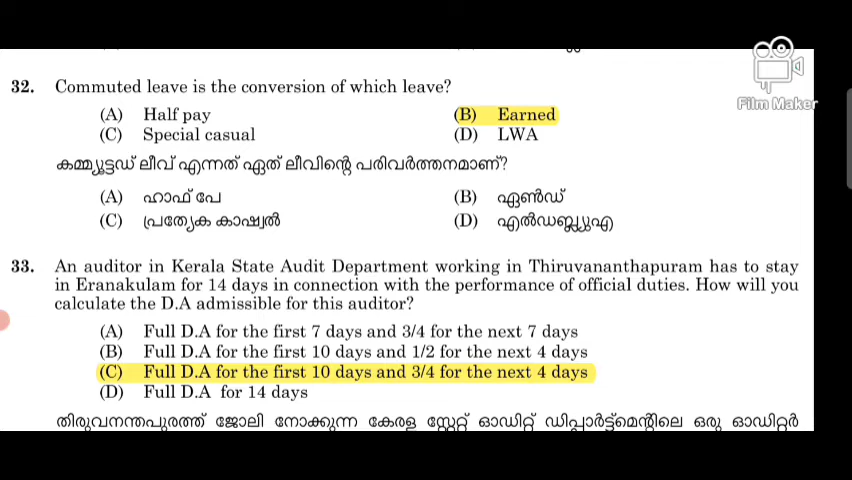 32. Commuted leave is the conversion of which leave?
(A) Half pay (B) Earned
(C) Special casual (D) LWA
കമ്മ്യൂട്ടഡ് ലീവ് എന്നത് ഏത് ലീവിന്റെ പരിവർത്തനമാണ്?
(A) ഹാഫ് പേ (B) ഏൺഡ്
(C) പ്രത്യേക കാഷ്വൽ (D) എൽഡബ്ല്യുഎ
33. An auditor in Kerala State Audit Department working in Thiruvananthapuram has to stay
in Eranakulam for 14 days in connection with the performance of official duties. How will you
calculate the D.A admissible for this auditor?
(A) Full D.A for the first 7 days and 3/4 for the next 7 days
(B) Full D.A for the first 10 days and 1/2 for the next 4 days
(C) Full D.A for the first 10 days and 3/4 for the next 4 days
(D) Full D.A for 14 days
തിരുവനന്തപുരത്ത് ജോലി നോക്കുന്ന കേരള സ്റ്റേറ്റ് ഓഡിറ്റ് ഡിപ്പാർട്ട്മെന്റിലെ ഒരു ഓഡിറ്റർ
Film Maker